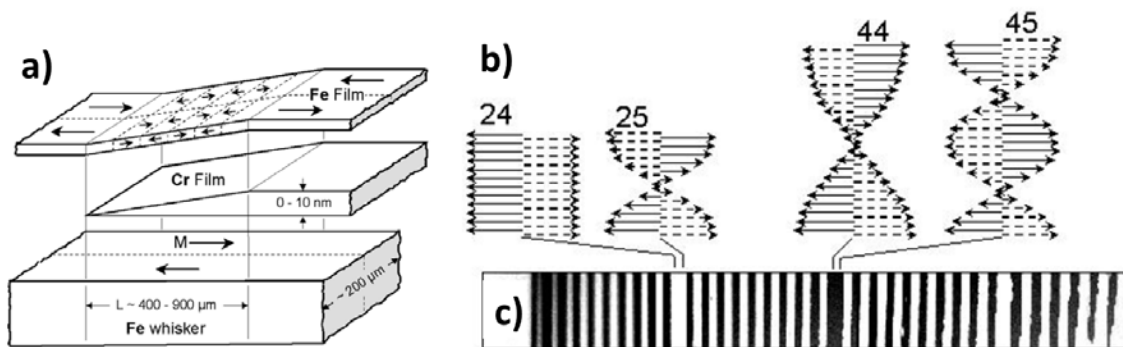 a)
Fe Film
Cr Film
0 - 10 nm
M
L ~ 400 - 900 μm
~ 200 μm
Fe whisker
b)
24
25
44
45
c)